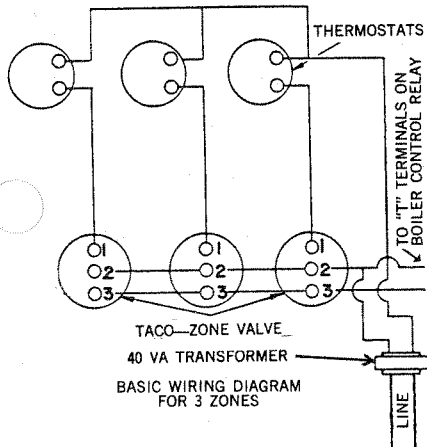 THERMOSTATS
TO "T" TERMINALS ON
BOILER CONTROL RELAY
1
1
1
2
2
2
3
3
3
TACO—ZONE VALVE
40 VA TRANSFORMER
BASIC WIRING DIAGRAM
FOR 3 ZONES
LINE